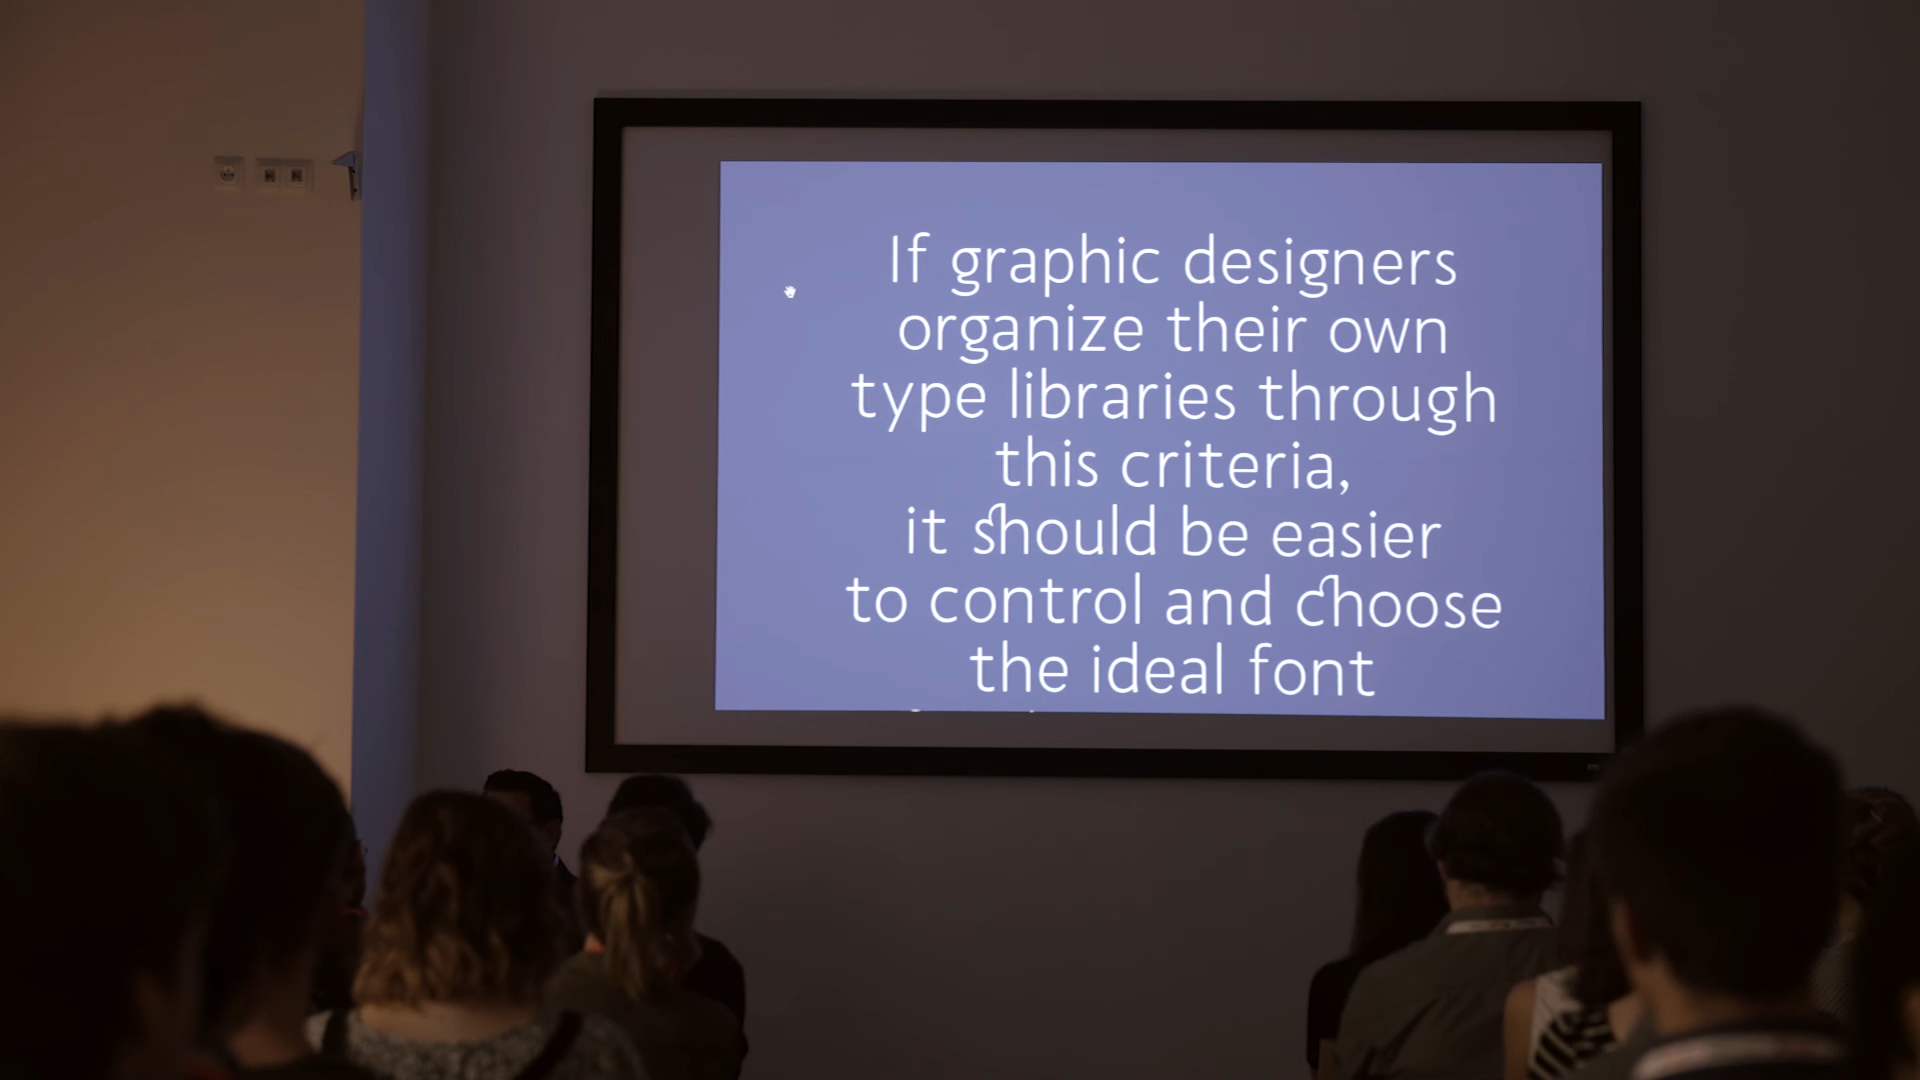 If graphic designers
organize their own
type libraries through
this criteria,
it should be easier
to control and choose
the ideal font